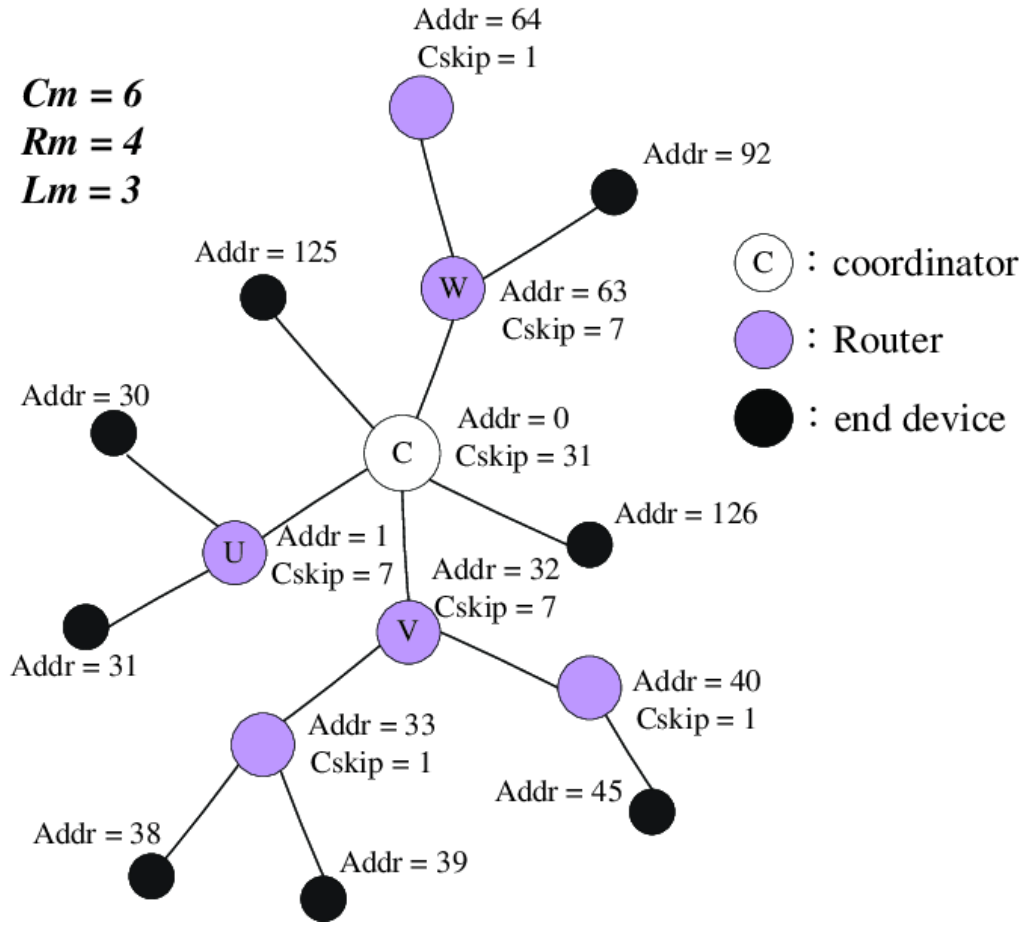 Addr = 64
Cskip = 1
Cm = 6
Rm = 4
Lm = 3
Addr = 92
Addr = 125
W
Addr = 63
Cskip = 7
C : coordinator
: Router
: end device
Addr = 30
C
Addr = 0
Cskip = 31
Addr = 126
U
Addr = 1
Cskip = 7
Addr = 32
Cskip = 7
V
Addr = 31
Addr = 40
Cskip = 1
Addr = 33
Cskip = 1
Addr = 45
Addr = 38
Addr = 39